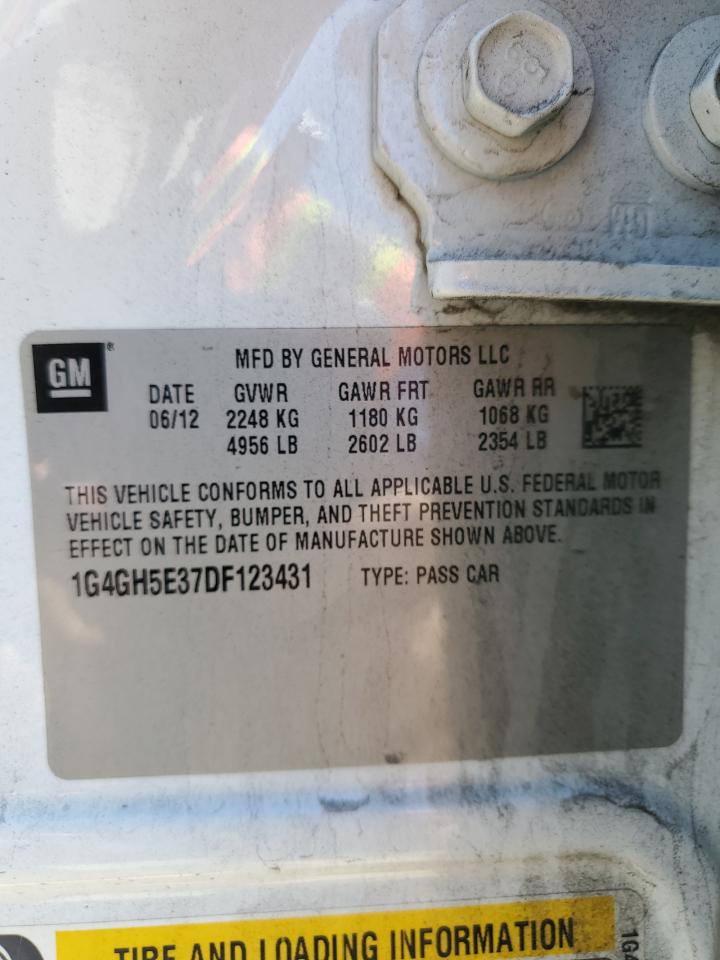 GM
MFD BY GENERAL MOTORS LLC
DATE GVWR GAWR FRT GAWR RR
06/12 2248 KG 1180 KG 1068 KG
4956 LB 2602 LB 2354 LB
THIS VEHICLE CONFORMS TO ALL APPLICABLE U.S. FEDERAL MOTOR
VEHICLE SAFETY, BUMPER, AND THEFT PREVENTION STANDARDS IN
EFFECT ON THE DATE OF MANUFACTURE SHOWN ABOVE.
1G4GH5E37DF123431 TYPE: PASS CAR
TIRE AND LOADING INFORMATION
1G4